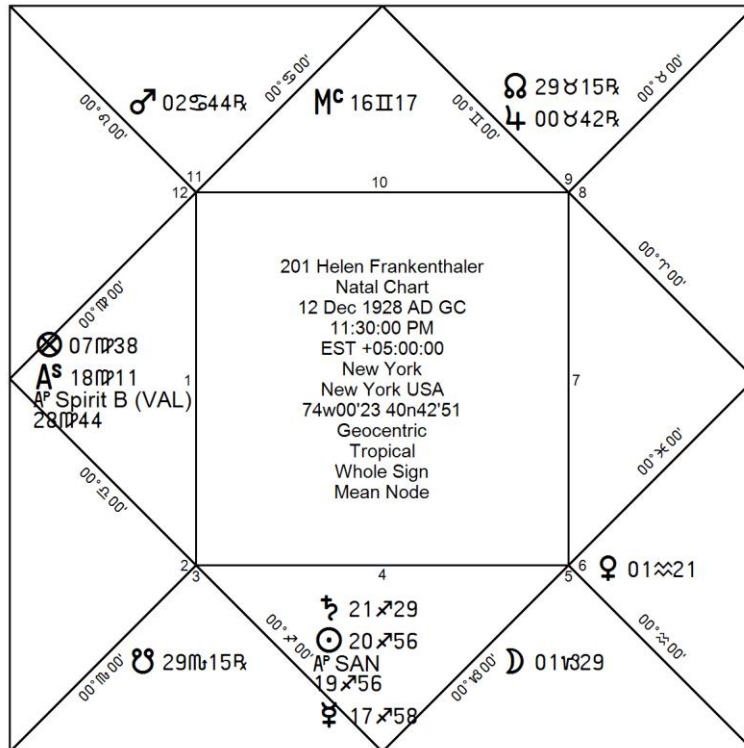 ♂ 02♋44℞
Mc 16♊17
☊ 29♉15℞
♃ 00♉42℞
00°♌00'
00°♋00'
00°♊00'
00°♉00'
11
12
10
9
8
201 Helen Frankenthaler
Natal Chart
12 Dec 1928 AD GC
11:30:00 PM
EST +05:00:00
New York
New York USA
74w00'23 40n42'51
Geocentric
Tropical
Whole Sign
Mean Node
00°♍00'
00°♈00'
⊗ 07♍38
As 18♍11
AP Spirit B (VAL)
28♍44
1
7
00°♎00'
00°♓00'
2
3
4
5
6
♀ 01♒21
♄ 21♐29
☉ 20♐56
AP SAN
19♐56
☿ 17♐58
☋ 29♏15℞
☽ 01♑29
00°♏00'
00°♐00'
00°♑00'
00°♒00'